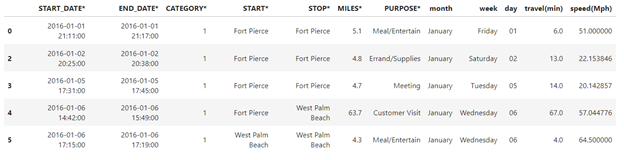 START_DATE* END_DATE* CATEGORY* START* STOP* MILES* PURPOSE* month week day travel(min) speed(Mph)
0 2016-01-01 21:11:00 2016-01-01 21:17:00 1 Fort Pierce Fort Pierce 5.1 Meal/Entertain January Friday 01 6.0 51.000000
2 2016-01-02 20:25:00 2016-01-02 20:38:00 1 Fort Pierce Fort Pierce 4.8 Errand/Supplies January Saturday 02 13.0 22.153846
3 2016-01-05 17:31:00 2016-01-05 17:45:00 1 Fort Pierce Fort Pierce 4.7 Meeting January Tuesday 05 14.0 20.142857
4 2016-01-06 14:42:00 2016-01-06 15:49:00 1 Fort Pierce West Palm Beach 63.7 Customer Visit January Wednesday 06 67.0 57.044776
5 2016-01-06 17:15:00 2016-01-06 17:19:00 1 West Palm Beach West Palm Beach 4.3 Meal/Entertain January Wednesday 06 4.0 64.500000